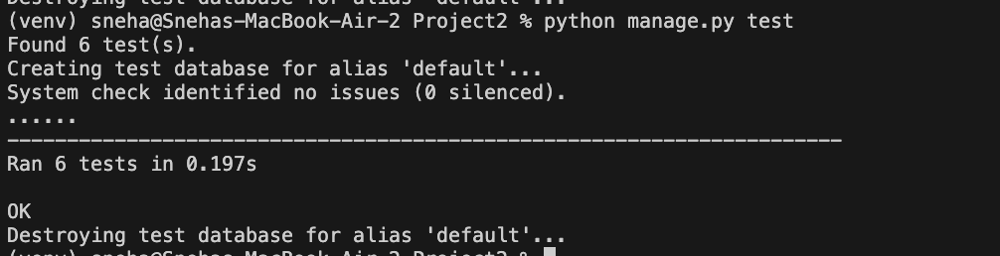 Destroying test database for alias 'default'...
(venv) sneha@Snehas-MacBook-Air-2 Project2 % python manage.py test
Found 6 test(s).
Creating test database for alias 'default'...
System check identified no issues (0 silenced).
......
----------------------------------------------------------------------
Ran 6 tests in 0.197s
OK
Destroying test database for alias 'default'...
(venv) sneha@Snehas-MacBook-Air-2 Project2 %